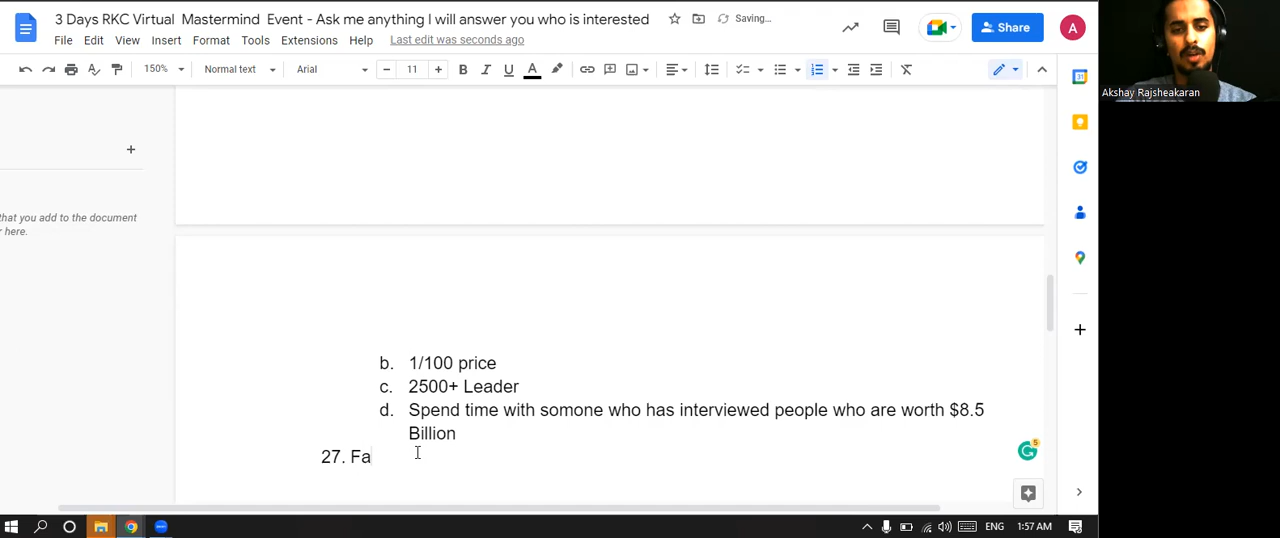 3 Days RKC Virtual  Mastermind  Event - Ask me anything I will answer you who is interested
Saving...
Share
A
File Edit View Insert Format Tools Extensions Help Last edit was seconds ago
150% Normal text Arial 11
Akshay Rajsheakaran
that you add to the document
r here.
b. 1/100 price
c. 2500+ Leader
d. Spend time with somone who has interviewed people who are worth $8.5
Billion
27. Fa
5
ENG 1:57 AM